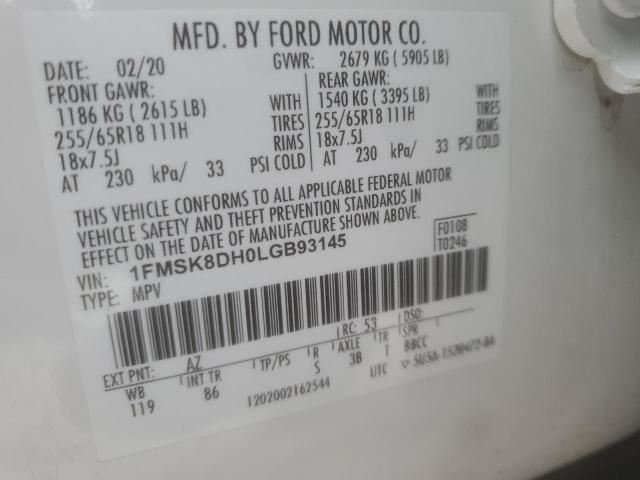 MFD. BY FORD MOTOR CO.
DATE: 02/20 GVWR: 2679 KG ( 5905 LB)
FRONT GAWR: REAR GAWR:
1186 KG ( 2615 LB) WITH 1540 KG ( 3395 LB) WITH
255/65R18 111H TIRES 255/65R18 111H TIRES
18x7.5J RIMS 18x7.5J RIMS
AT 230 kPa/ 33 PSI COLD AT 230 kPa/ 33 PSI COLD
THIS VEHICLE CONFORMS TO ALL APPLICABLE FEDERAL MOTOR
VEHICLE SAFETY AND THEFT PREVENTION STANDARDS IN
EFFECT ON THE DATE OF MANUFACTURE SHOWN ABOVE.
VIN: 1FMSK8DH0LGB93145 F0108
TYPE: MPV T0246
EXT PNT: AZ RC: 53 DSO:
WB INT TR TP/PS R AXLE TR SPR
119 86 S 3B T 88CC
1202002162544 UTC 5U5A-1520472-BA